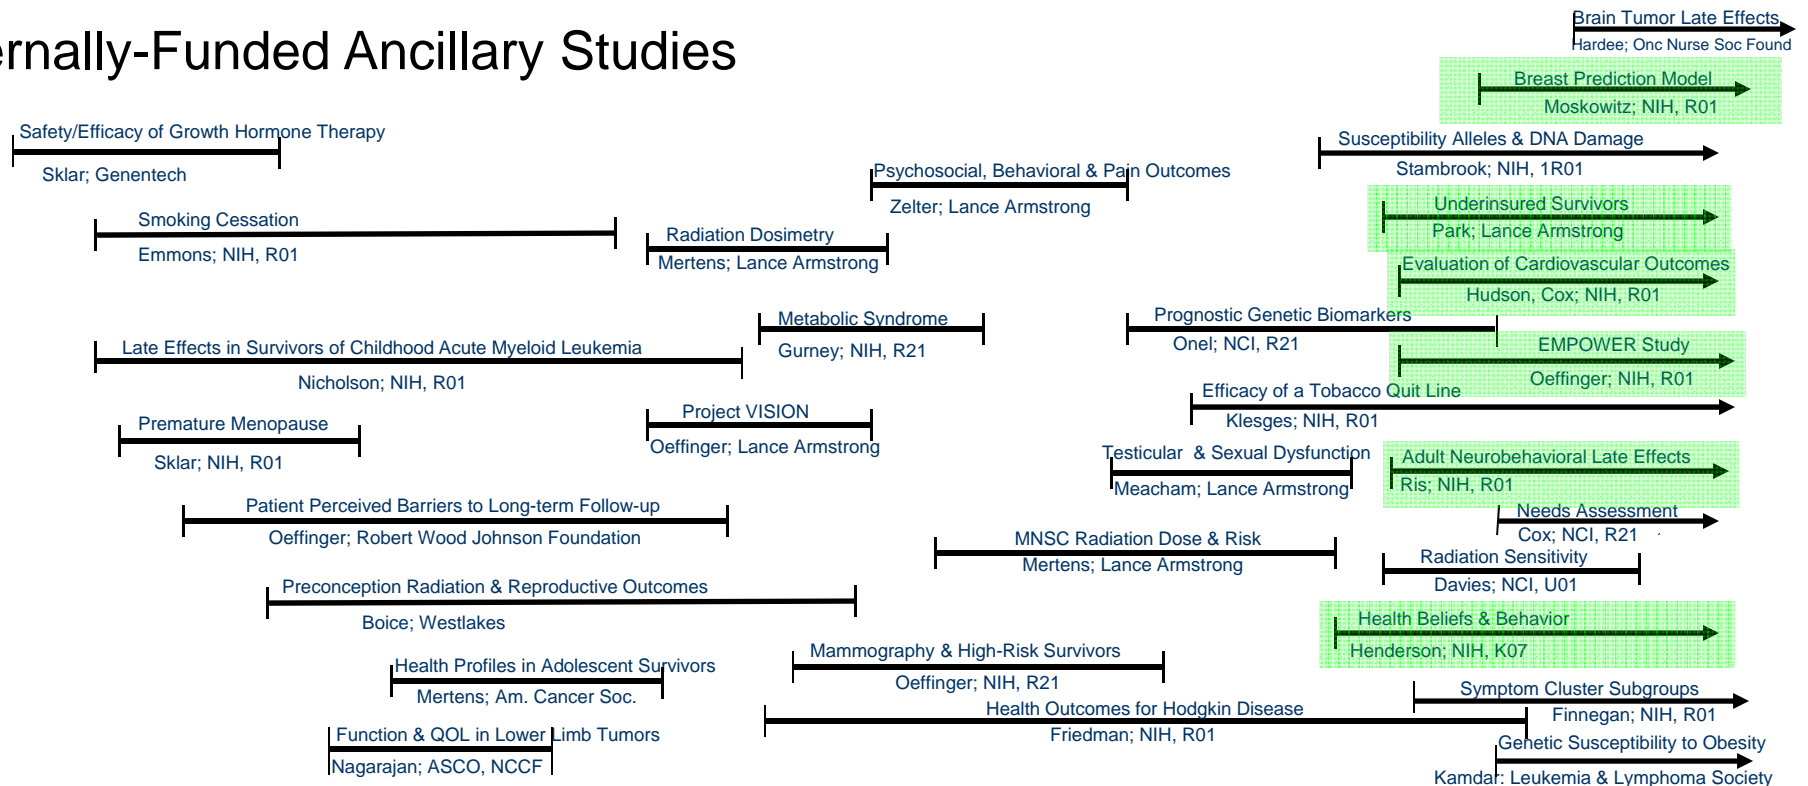 ernally-Funded Ancillary Studies
Brain Tumor Late Effects
Hardee; Onc Nurse Soc Found
Breast Prediction Model
Moskowitz; NIH, R01
Safety/Efficacy of Growth Hormone Therapy
Sklar; Genentech
Susceptibility Alleles & DNA Damage
Stambrook; NIH, 1R01
Psychosocial, Behavioral & Pain Outcomes
Zelter; Lance Armstrong
Smoking Cessation
Emmons; NIH, R01
Radiation Dosimetry
Mertens; Lance Armstrong
Underinsured Survivors
Park; Lance Armstrong
Evaluation of Cardiovascular Outcomes
Hudson, Cox; NIH, R01
Metabolic Syndrome
Gurney; NIH, R21
Prognostic Genetic Biomarkers
Onel; NCI, R21
Late Effects in Survivors of Childhood Acute Myeloid Leukemia
Nicholson; NIH, R01
EMPOWER Study
Oeffinger; NIH, R01
Efficacy of a Tobacco Quit Line
Klesges; NIH, R01
Premature Menopause
Sklar; NIH, R01
Project VISION
Oeffinger; Lance Armstrong
Testicular & Sexual Dysfunction
Meacham; Lance Armstrong
Adult Neurobehavioral Late Effects
Ris; NIH, R01
Patient Perceived Barriers to Long-term Follow-up
Oeffinger; Robert Wood Johnson Foundation
Needs Assessment
Cox; NCI, R21
MNSC Radiation Dose & Risk
Mertens; Lance Armstrong
Radiation Sensitivity
Davies; NCI, U01
Preconception Radiation & Reproductive Outcomes
Boice; Westlakes
Health Beliefs & Behavior
Henderson; NIH, K07
Health Profiles in Adolescent Survivors
Mertens; Am. Cancer Soc.
Mammography & High-Risk Survivors
Oeffinger; NIH, R21
Symptom Cluster Subgroups
Finnegan; NIH, R01
Health Outcomes for Hodgkin Disease
Friedman; NIH, R01
Function & QOL in Lower Limb Tumors
Nagarajan; ASCO, NCCF
Genetic Susceptibility to Obesity
Kamdar: Leukemia & Lymphoma Society